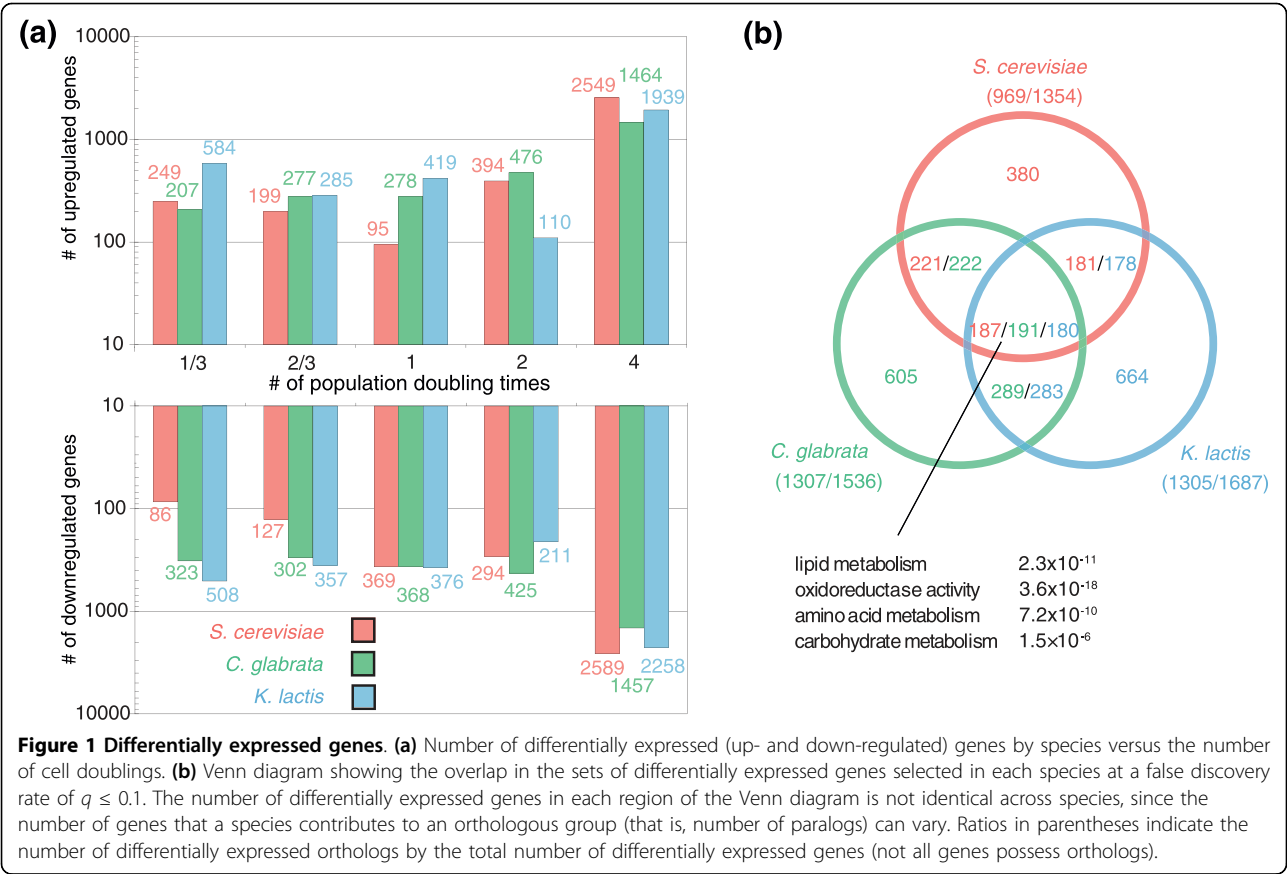 (a)
# of upregulated genes
10000
1000
100
10
249
207
584
199
277
285
95
278
419
394
476
110
2549
1464
1939
1/3
2/3
1
2
4
# of population doubling times
# of downregulated genes
10
100
1000
10000
86
323
508
127
302
357
369
368
376
294
425
211
2589
1457
2258
S. cerevisiae
C. glabrata
K. lactis
(b)
S. cerevisiae
(969/1354)
380
221/222
181/178
187/191/180
605
289/283
664
C. glabrata
(1307/1536)
K. lactis
(1305/1687)
lipid metabolism 2.3x10⁻¹¹
oxidoreductase activity 3.6x10⁻¹⁸
amino acid metabolism 7.2x10⁻¹⁰
carbohydrate metabolism 1.5×10⁻⁶
Figure 1 Differentially expressed genes. (a) Number of differentially expressed (up- and down-regulated) genes by species versus the number
of cell doublings. (b) Venn diagram showing the overlap in the sets of differentially expressed genes selected in each species at a false discovery
rate of q ≤ 0.1. The number of differentially expressed genes in each region of the Venn diagram is not identical across species, since the
number of genes that a species contributes to an orthologous group (that is, number of paralogs) can vary. Ratios in parentheses indicate the
number of differentially expressed orthologs by the total number of differentially expressed genes (not all genes possess orthologs).